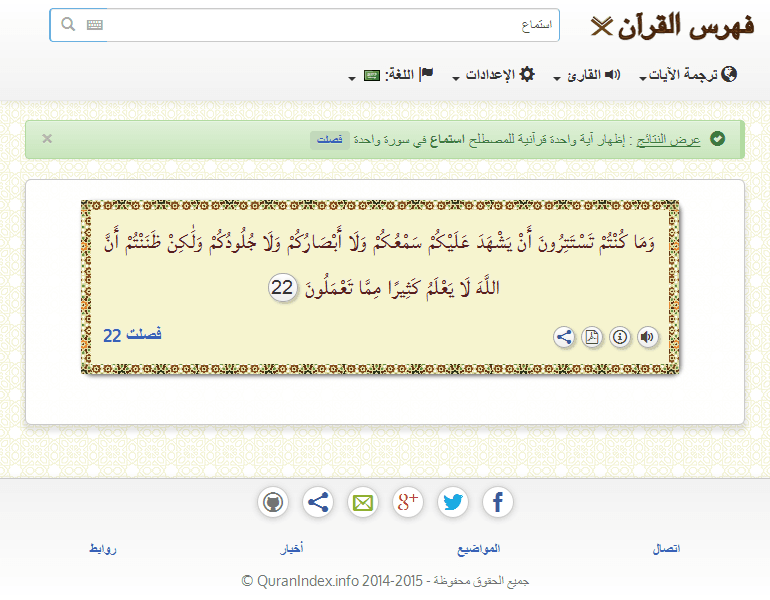 فهرس القرآن
استماع
ترجمة الآيات
القارئ
الإعدادات
اللغة:
عرض النتائج : إظهار آية واحدة قرآنية للمصطلح استماع في سورة واحدة فصلت
×
وَمَا كُنْتُمْ تَسْتَتِرُونَ أَنْ يَشْهَدَ عَلَيْكُمْ سَمْعُكُمْ وَلَا أَبْصَارُكُمْ وَلَا جُلُودُكُمْ وَلَٰكِنْ ظَنَنْتُمْ أَنَّ
اللَّهَ لَا يَعْلَمُ كَثِيرًا مِمَّا تَعْمَلُونَ 22
فصلت 22
اتصال
المواضيع
أخبار
روابط
جميع الحقوق محفوظة - QuranIndex.info 2014-2015 ©